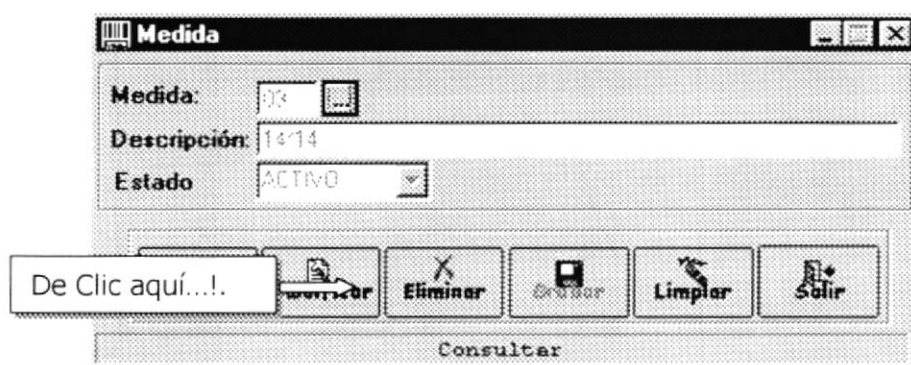 Medida
Medida: 03 ...
Descripción: 14*14
Estado ACTIVO
De Clic aquí...!.
Eliminar Grabar Limpiar Salir
Consultar